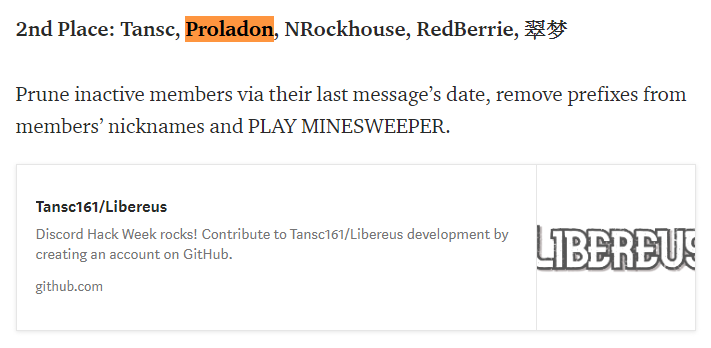 2nd Place: Tansc, Proladon, NRockhouse, RedBerrie, 翠梦
Prune inactive members via their last message’s date, remove prefixes from
members’ nicknames and PLAY MINESWEEPER.
Tansc161/Libereus
Discord Hack Week rocks! Contribute to Tansc161/Libereus development by
creating an account on GitHub.
github.com
LIBEREUS